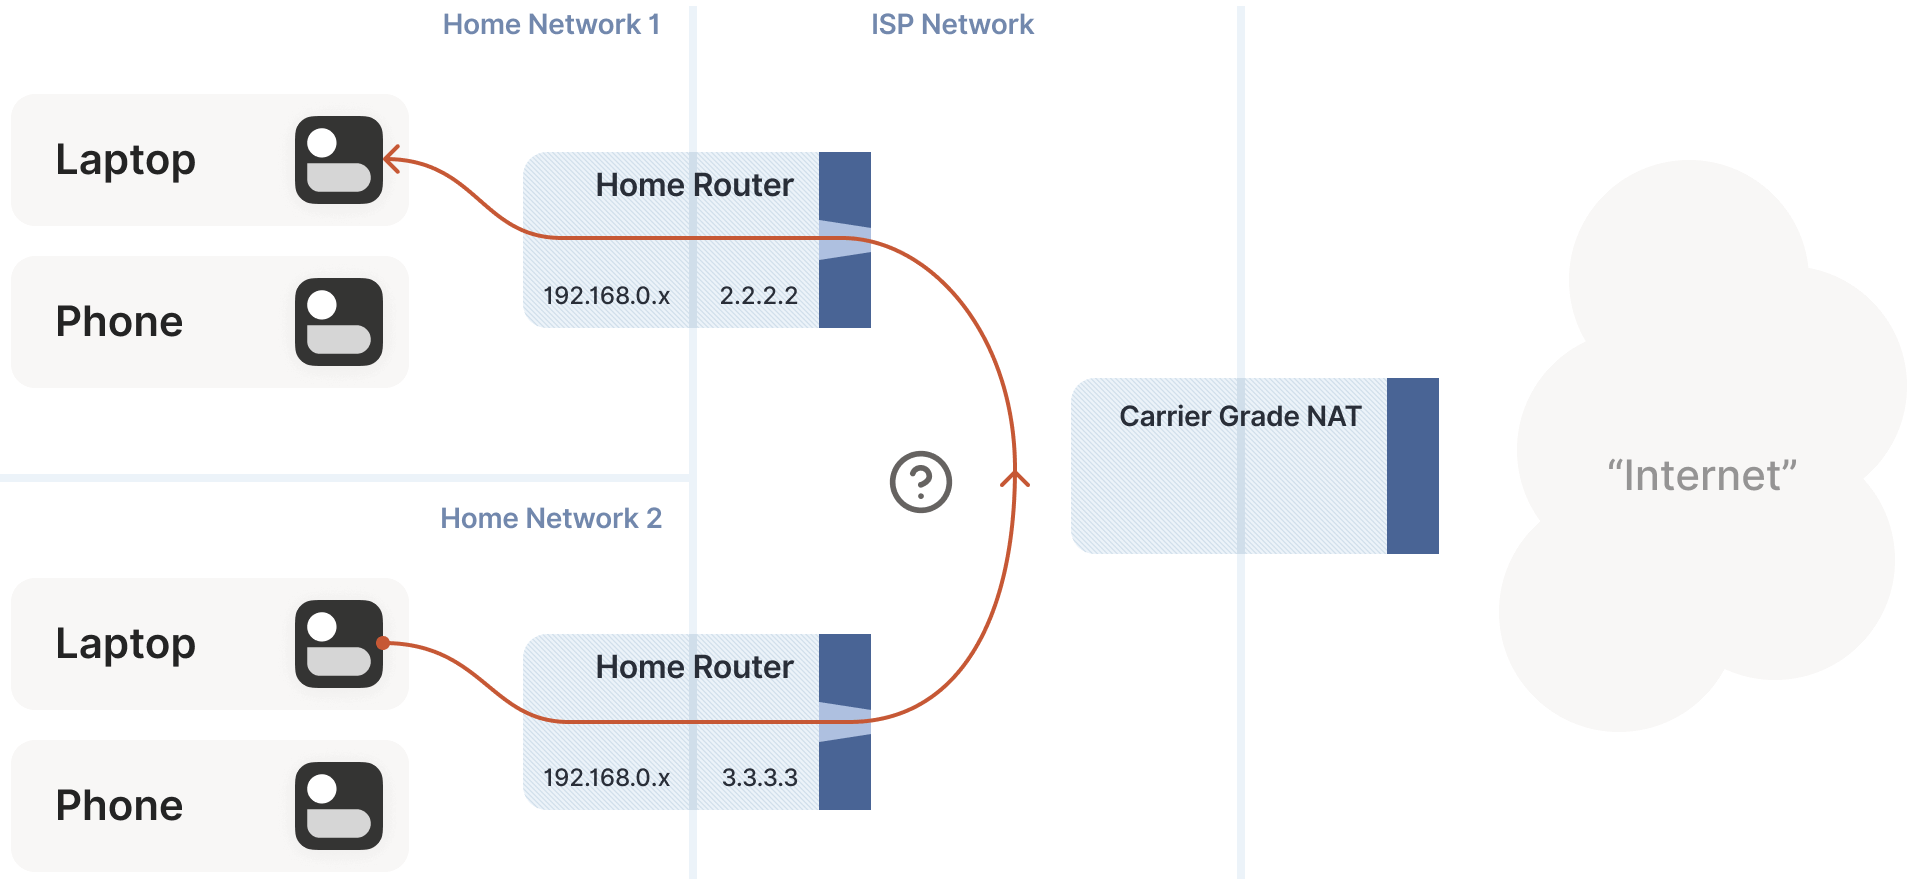 Home Network 1
ISP Network
Laptop
Home Router
192.168.0.x
2.2.2.2
Phone
Carrier Grade NAT
“Internet”
Home Network 2
Laptop
Home Router
192.168.0.x
3.3.3.3
Phone